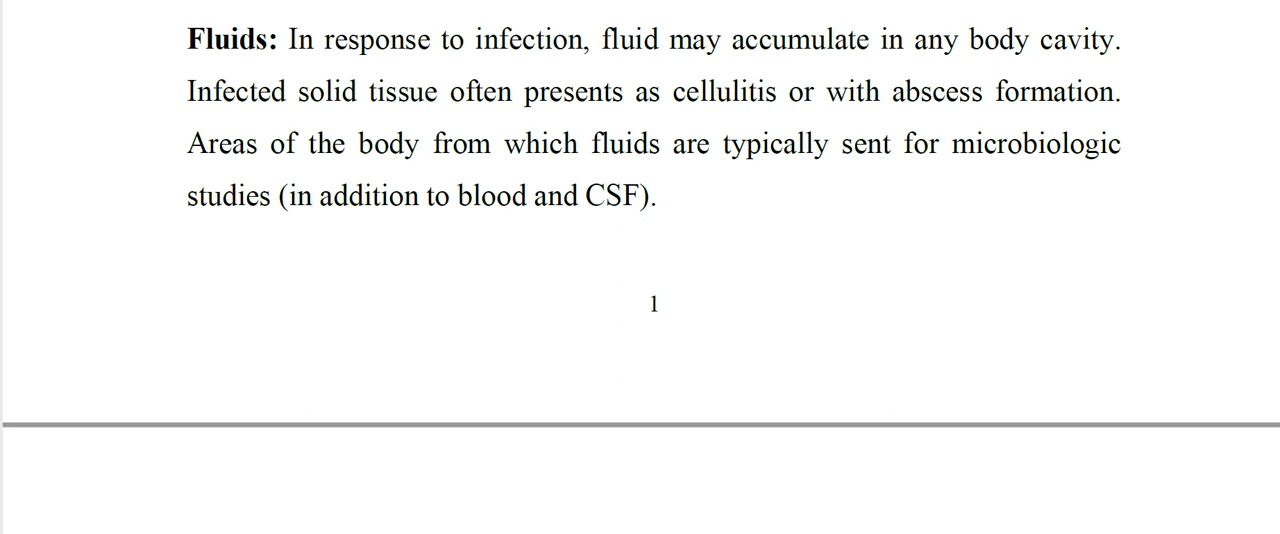 Fluids: In response to infection, fluid may accumulate in any body cavity.
Infected solid tissue often presents as cellulitis or with abscess formation.
Areas of the body from which fluids are typically sent for microbiologic
studies (in addition to blood and CSF).
1